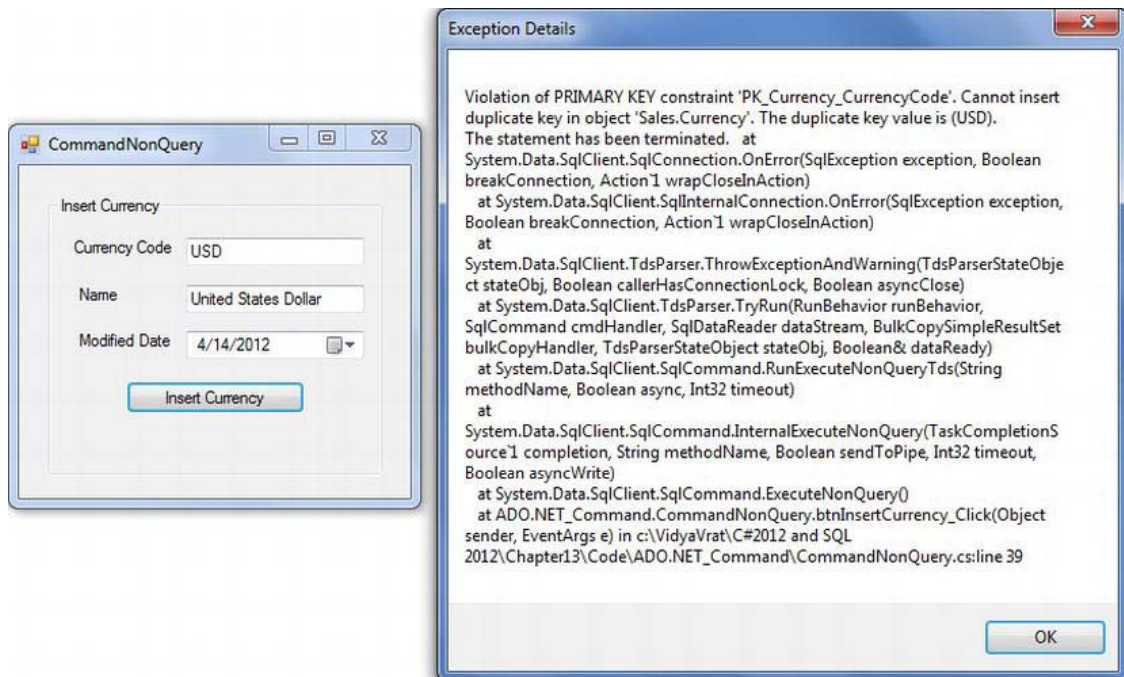 CommandNonQuery
Insert Currency
Currency Code USD
Name United States Dollar
Modified Date 4/14/2012
Insert Currency
Exception Details
Violation of PRIMARY KEY constraint 'PK_Currency_CurrencyCode'. Cannot insert
duplicate key in object 'Sales.Currency'. The duplicate key value is (USD).
The statement has been terminated.   at
System.Data.SqlClient.SqlConnection.OnError(SqlException exception, Boolean
breakConnection, Action`1 wrapCloseInAction)
at System.Data.SqlClient.SqlInternalConnection.OnError(SqlException exception,
Boolean breakConnection, Action`1 wrapCloseInAction)
at
System.Data.SqlClient.TdsParser.ThrowExceptionAndWarning(TdsParserStateObje
ct stateObj, Boolean callerHasConnectionLock, Boolean asyncClose)
at System.Data.SqlClient.TdsParser.TryRun(RunBehavior runBehavior,
SqlCommand cmdHandler, SqlDataReader dataStream, BulkCopySimpleResultSet
bulkCopyHandler, TdsParserStateObject stateObj, Boolean& dataReady)
at System.Data.SqlClient.SqlCommand.RunExecuteNonQueryTds(String
methodName, Boolean async, Int32 timeout)
at
System.Data.SqlClient.SqlCommand.InternalExecuteNonQuery(TaskCompletionS
ource`1 completion, String methodName, Boolean sendToPipe, Int32 timeout,
Boolean asyncWrite)
at System.Data.SqlClient.SqlCommand.ExecuteNonQuery()
at ADO.NET_Command.CommandNonQuery.btnInsertCurrency_Click(Object
sender, EventArgs e) in c:\VidyaVrat\C#2012 and SQL
2012\Chapter13\Code\ADO.NET_Command\CommandNonQuery.cs:line 39
OK